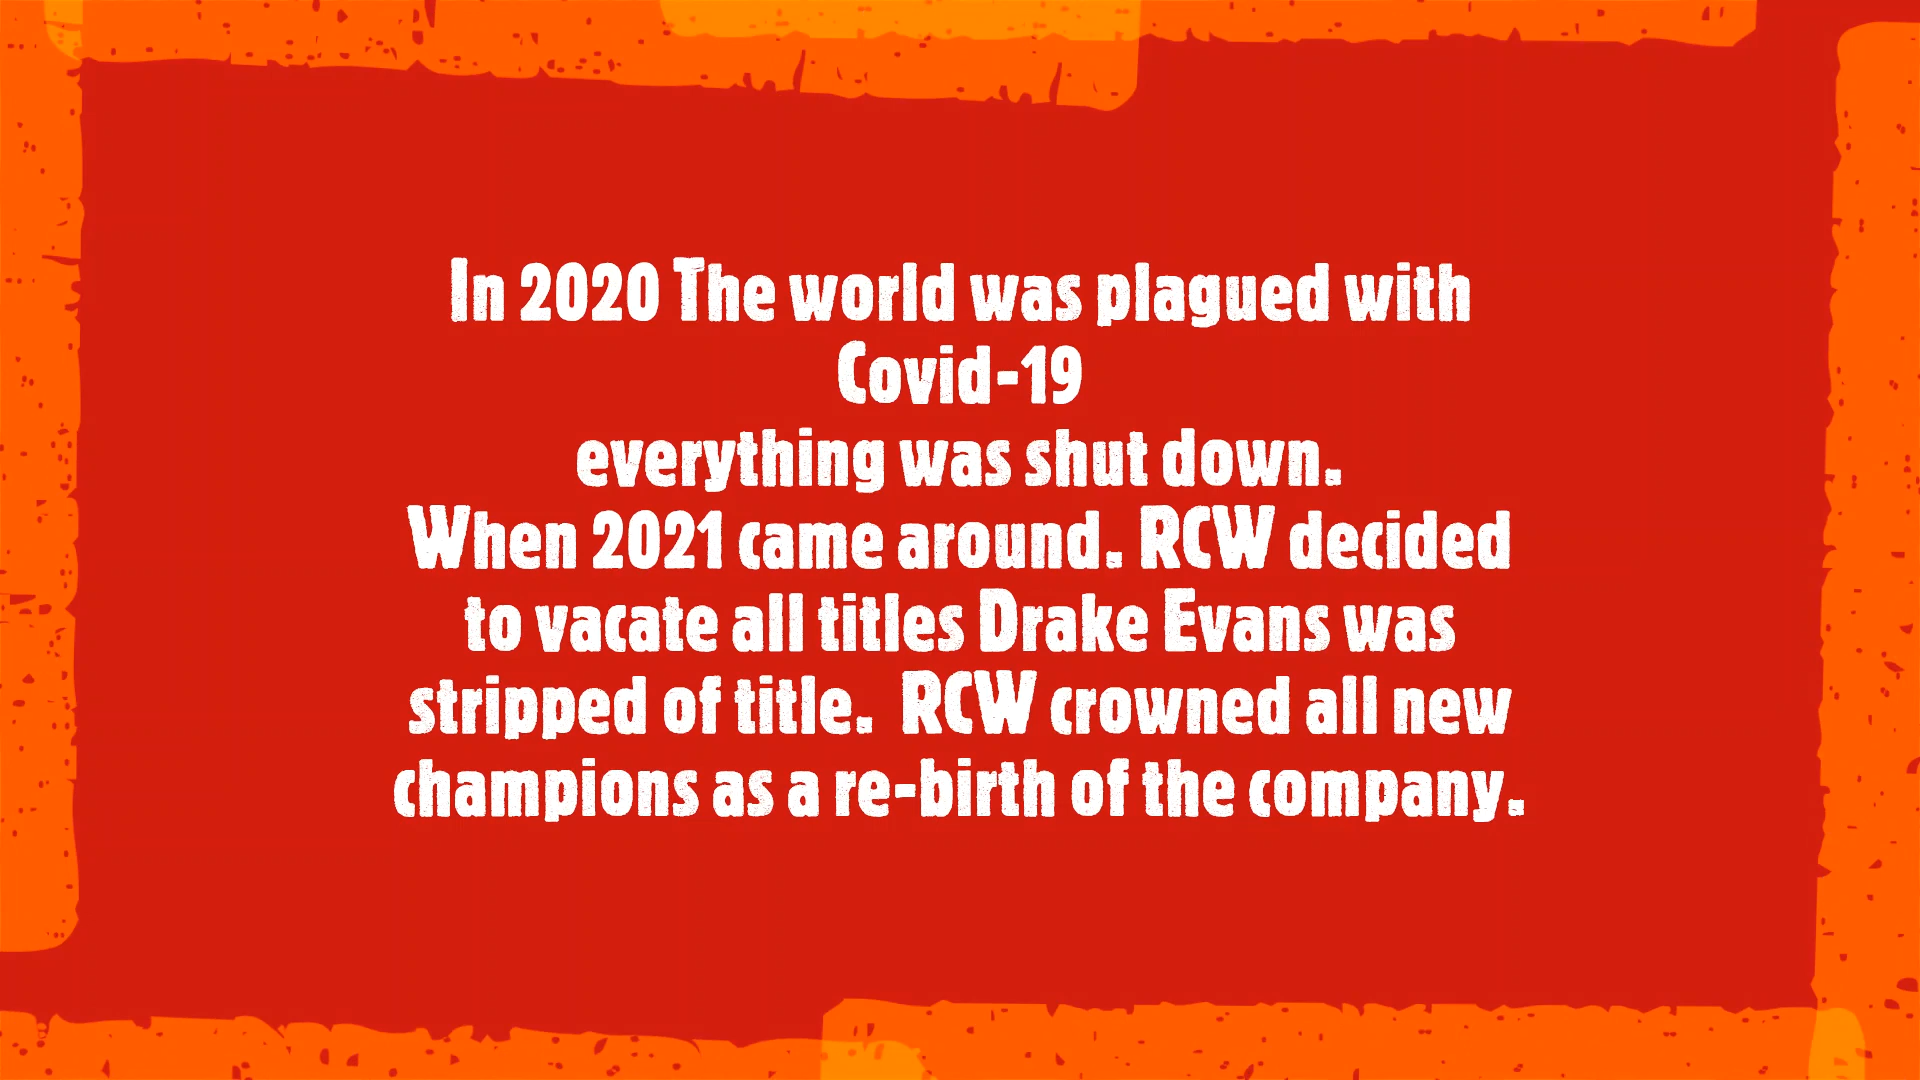 In 2020 The world was plagued with
Covid-19
everything was shut down.
When 2021 came around. RCW decided
to vacate all titles Drake Evans was
stripped of title.  RCW crowned all new
champions as a re-birth of the company.